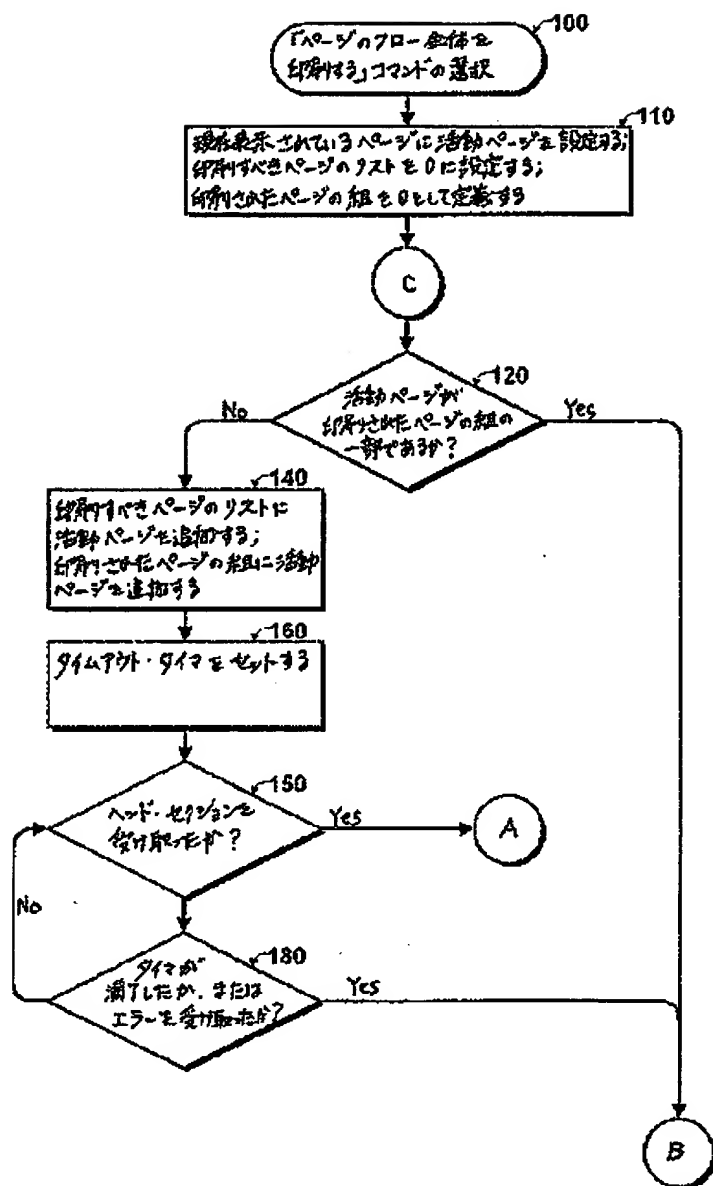 100
「ページのフロー全体を
印刷する」コマンドの選択
110
現在表示されているページに活動ページを設定する;
印刷すべきページのリストを0に設定する;
印刷されたページの組を0として定義する
C
120
活動ページが
印刷されたページの組の
一部であるか?
No
Yes
140
印刷すべきページのリストに
活動ページを追加する;
印刷されたページの組に活動
ページを追加する
160
タイムアウト・タイマをセットする
150
ヘッド・セクションを
受け取ったか?
Yes
A
No
180
タイマが
満了したか、または
エラーを受け取ったか?
Yes
B